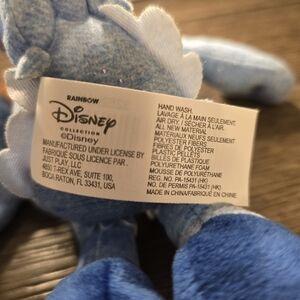 RAINBOW
Disney
COLLECTION
©Disney
MANUFACTURED UNDER LICENSE BY
FABRIQUÉ SOUS LICENCE PAR.
JUST PLAY, LLC
4850 T-REX AVE, SUITE 100,
BOCA RATON, FL 33431, USA
HAND WASH.
LAVAGE À LA MAIN SEULEMENT.
AIR DRY./ SÉCHER À L'AIR.
ALL NEW MATERIAL
MATERIAUX NEUFS SEULEMENT
POLYESTER FIBERS
FIBRES DE POLYESTER
PLASTIC PELLETS
BILLES DE PLASTIQUE
POLYURETHANE FOAM
MOUSSE DE POLYURÉTHANE
REG. NO. PA-15431 (HK)
NO. DE PERMIS PA-15431 (HK)
MADE IN CHINA/FABRIQUÉ EN CHINE